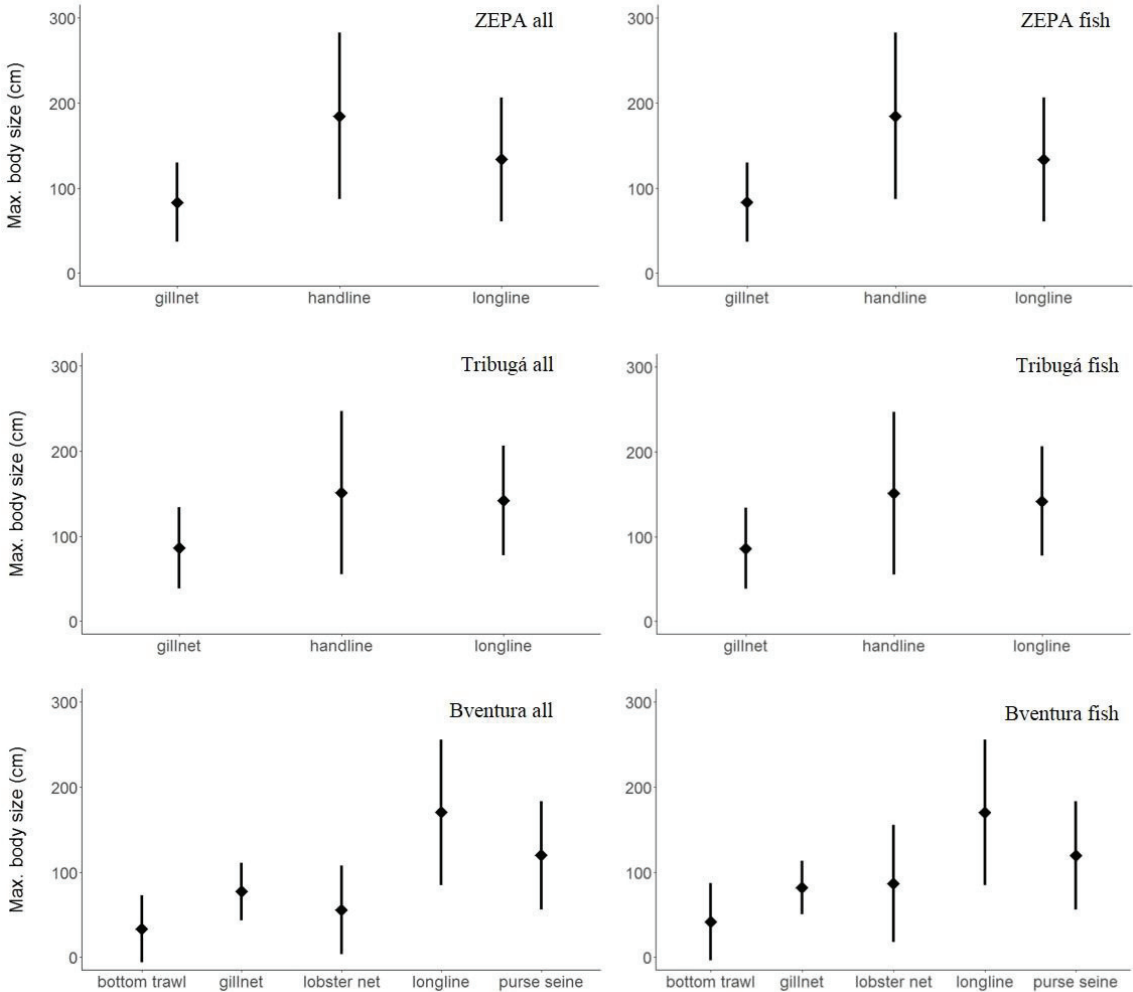 ZEPA all
Max. body size (cm)
300
200
100
0
gillnet handline longline
ZEPA fish
300
200
100
0
gillnet handline longline
Tribugá all
Max. body size (cm)
300
200
100
0
gillnet handline longline
Tribugá fish
300
200
100
0
gillnet handline longline
Bventura all
Max. body size (cm)
300
200
100
0
bottom trawl gillnet lobster net longline purse seine
Bventura fish
300
200
100
0
bottom trawl gillnet lobster net longline purse seine